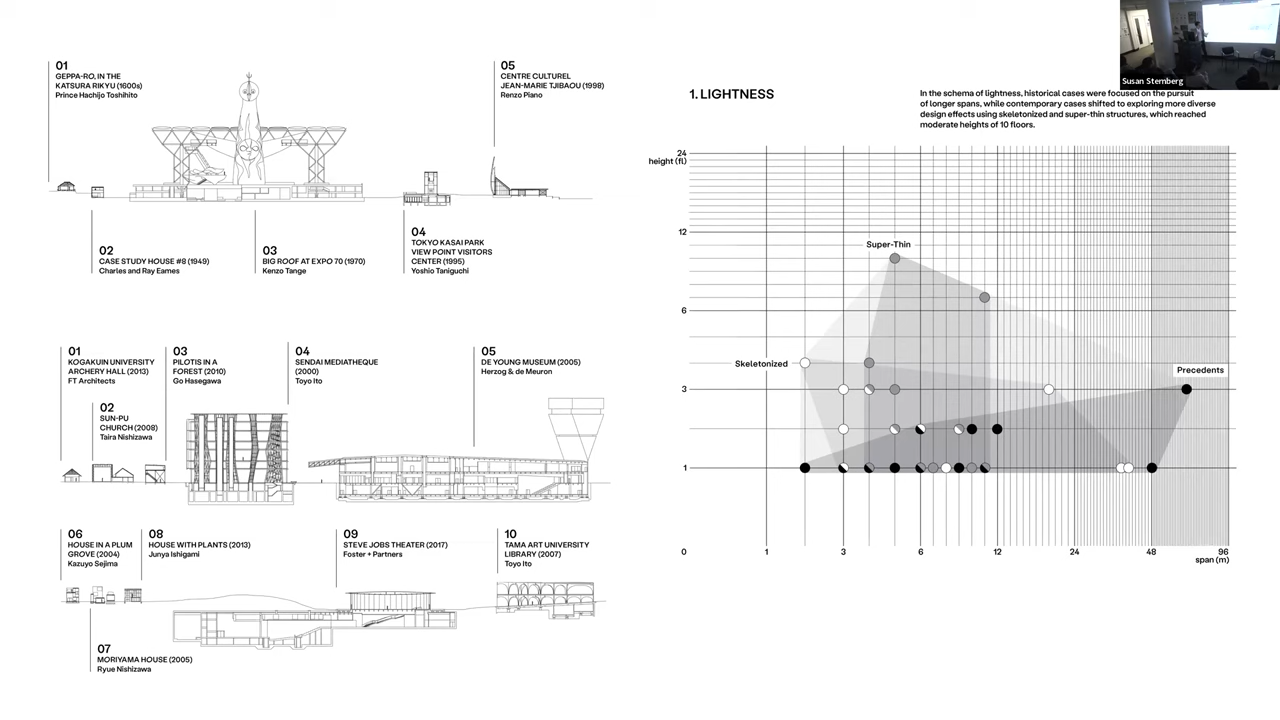 01
GEPPA-RO, IN THE
KATSURA RIKYU (1600s)
Prince Hachijo Toshihito
05
CENTRE CULTUREL
JEAN-MARIE TJIBAOU (1998)
Renzo Piano
02
CASE STUDY HOUSE #8 (1949)
Charles and Ray Eames
03
BIG ROOF AT EXPO 70 (1970)
Kenzo Tange
04
TOKYO KASAI PARK
VIEW POINT VISITORS
CENTER (1995)
Yoshio Taniguchi
01
KOGAKUIN UNIVERSITY
ARCHERY HALL (2013)
FT Architects
02
SUN-PU
CHURCH (2008)
Taira Nishizawa
03
PILOTIS IN A
FOREST (2010)
Go Hasegawa
04
SENDAI MEDIATHEQUE
(2000)
Toyo Ito
05
DE YOUNG MUSEUM (2005)
Herzog & de Meuron
06
HOUSE IN A PLUM
GROVE (2004)
Kazuyo Sejima
08
HOUSE WITH PLANTS (2013)
Junya Ishigami
09
STEVE JOBS THEATER (2017)
Foster + Partners
10
TAMA ART UNIVERSITY
LIBRARY (2007)
Toyo Ito
07
MORIYAMA HOUSE (2005)
Ryue Nishizawa
Susan Sternberg
1. LIGHTNESS
In the schema of lightness, historical cases were focused on the pursuit
of longer spans, while contemporary cases shifted to exploring more diverse
design effects using skeletonized and super-thin structures, which reached
moderate heights of 10 floors.
24
height (fl)
12
Super-Thin
6
Skeletonized
Precedents
3
1
0 1 3 6 12 24 48 96
span (m)